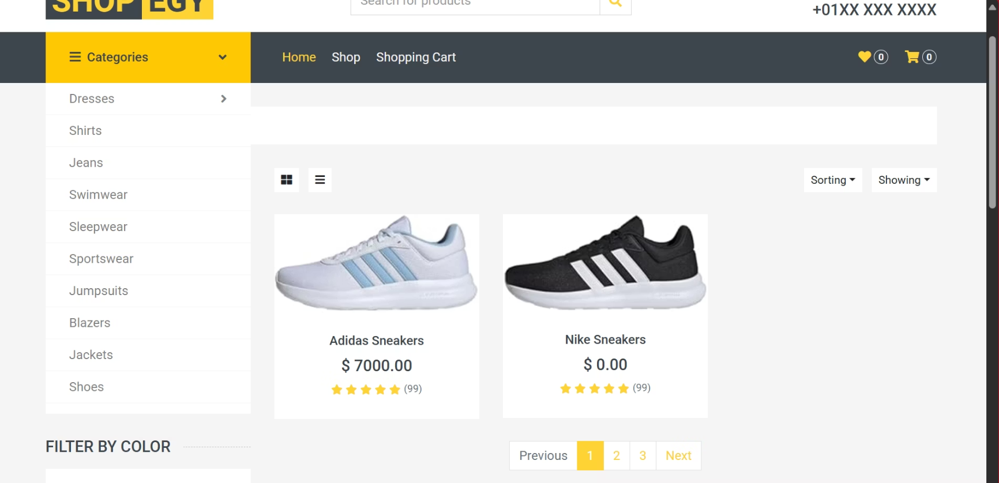 SHOP EGY
Search for products
+01XX XXX XXXX
Categories
Home Shop Shopping Cart
0 0
Dresses
Shirts
Jeans
Swimwear
Sleepwear
Sportswear
Jumpsuits
Blazers
Jackets
Shoes
Sorting Showing
Adidas Sneakers
$ 7000.00
(99)
Nike Sneakers
$ 0.00
(99)
FILTER BY COLOR
Previous 1 2 3 Next